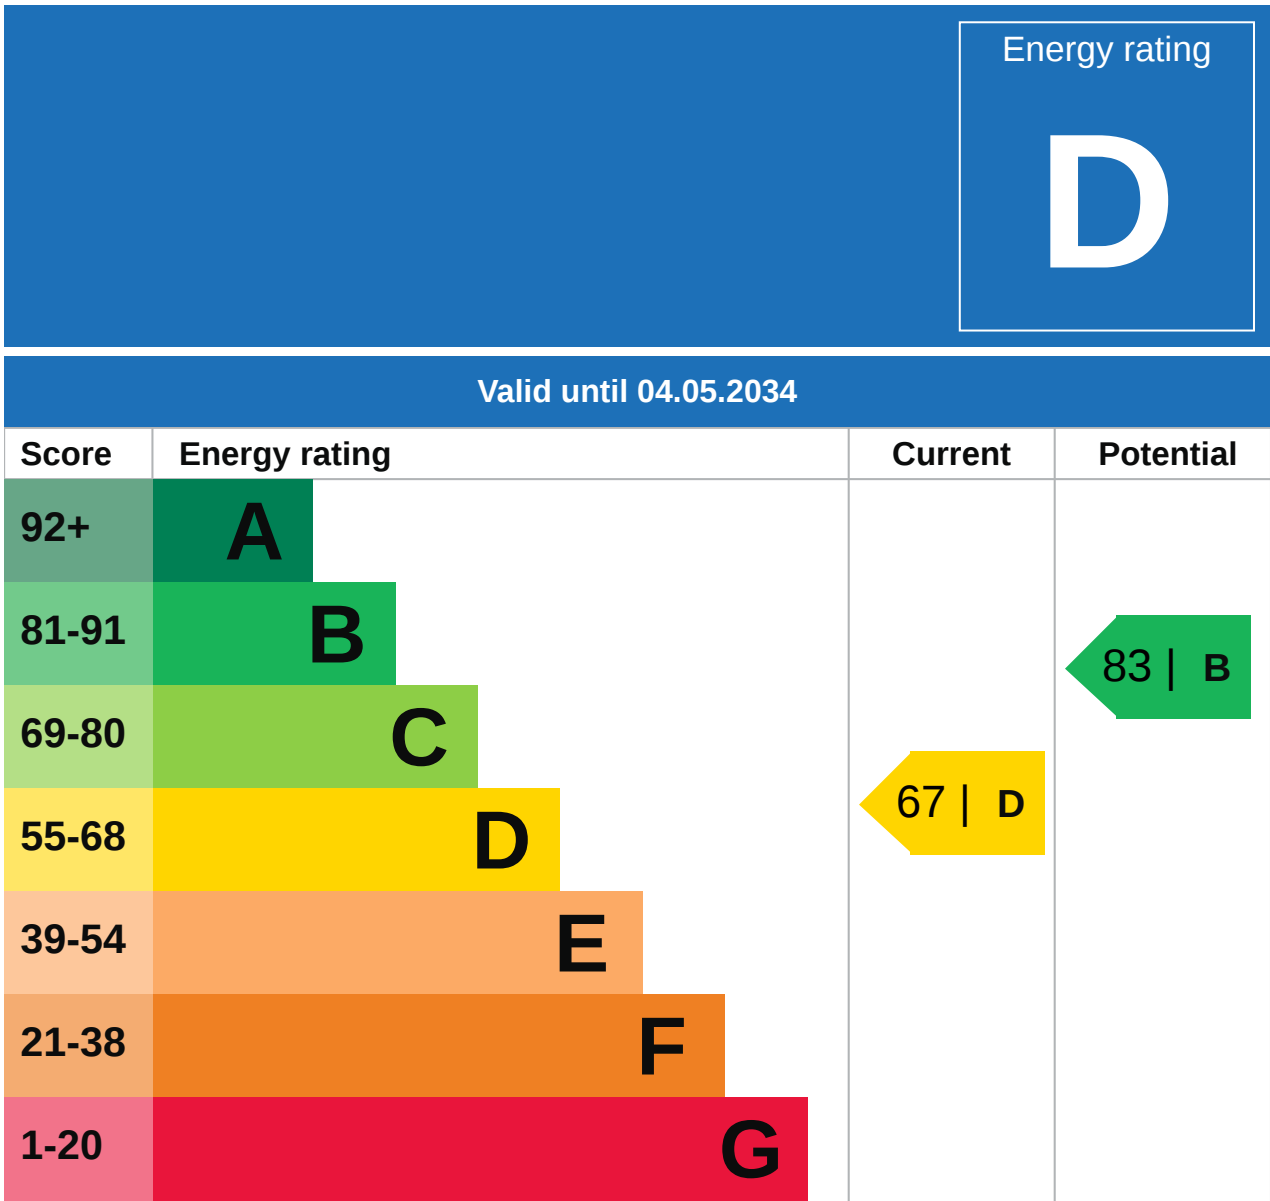 Energy rating
D
Valid until 04.05.2034
Score Energy rating Current Potential
92+ A
81-91 B
83 | B
69-80 C
67 | D
55-68 D
39-54 E
21-38 F
1-20 G